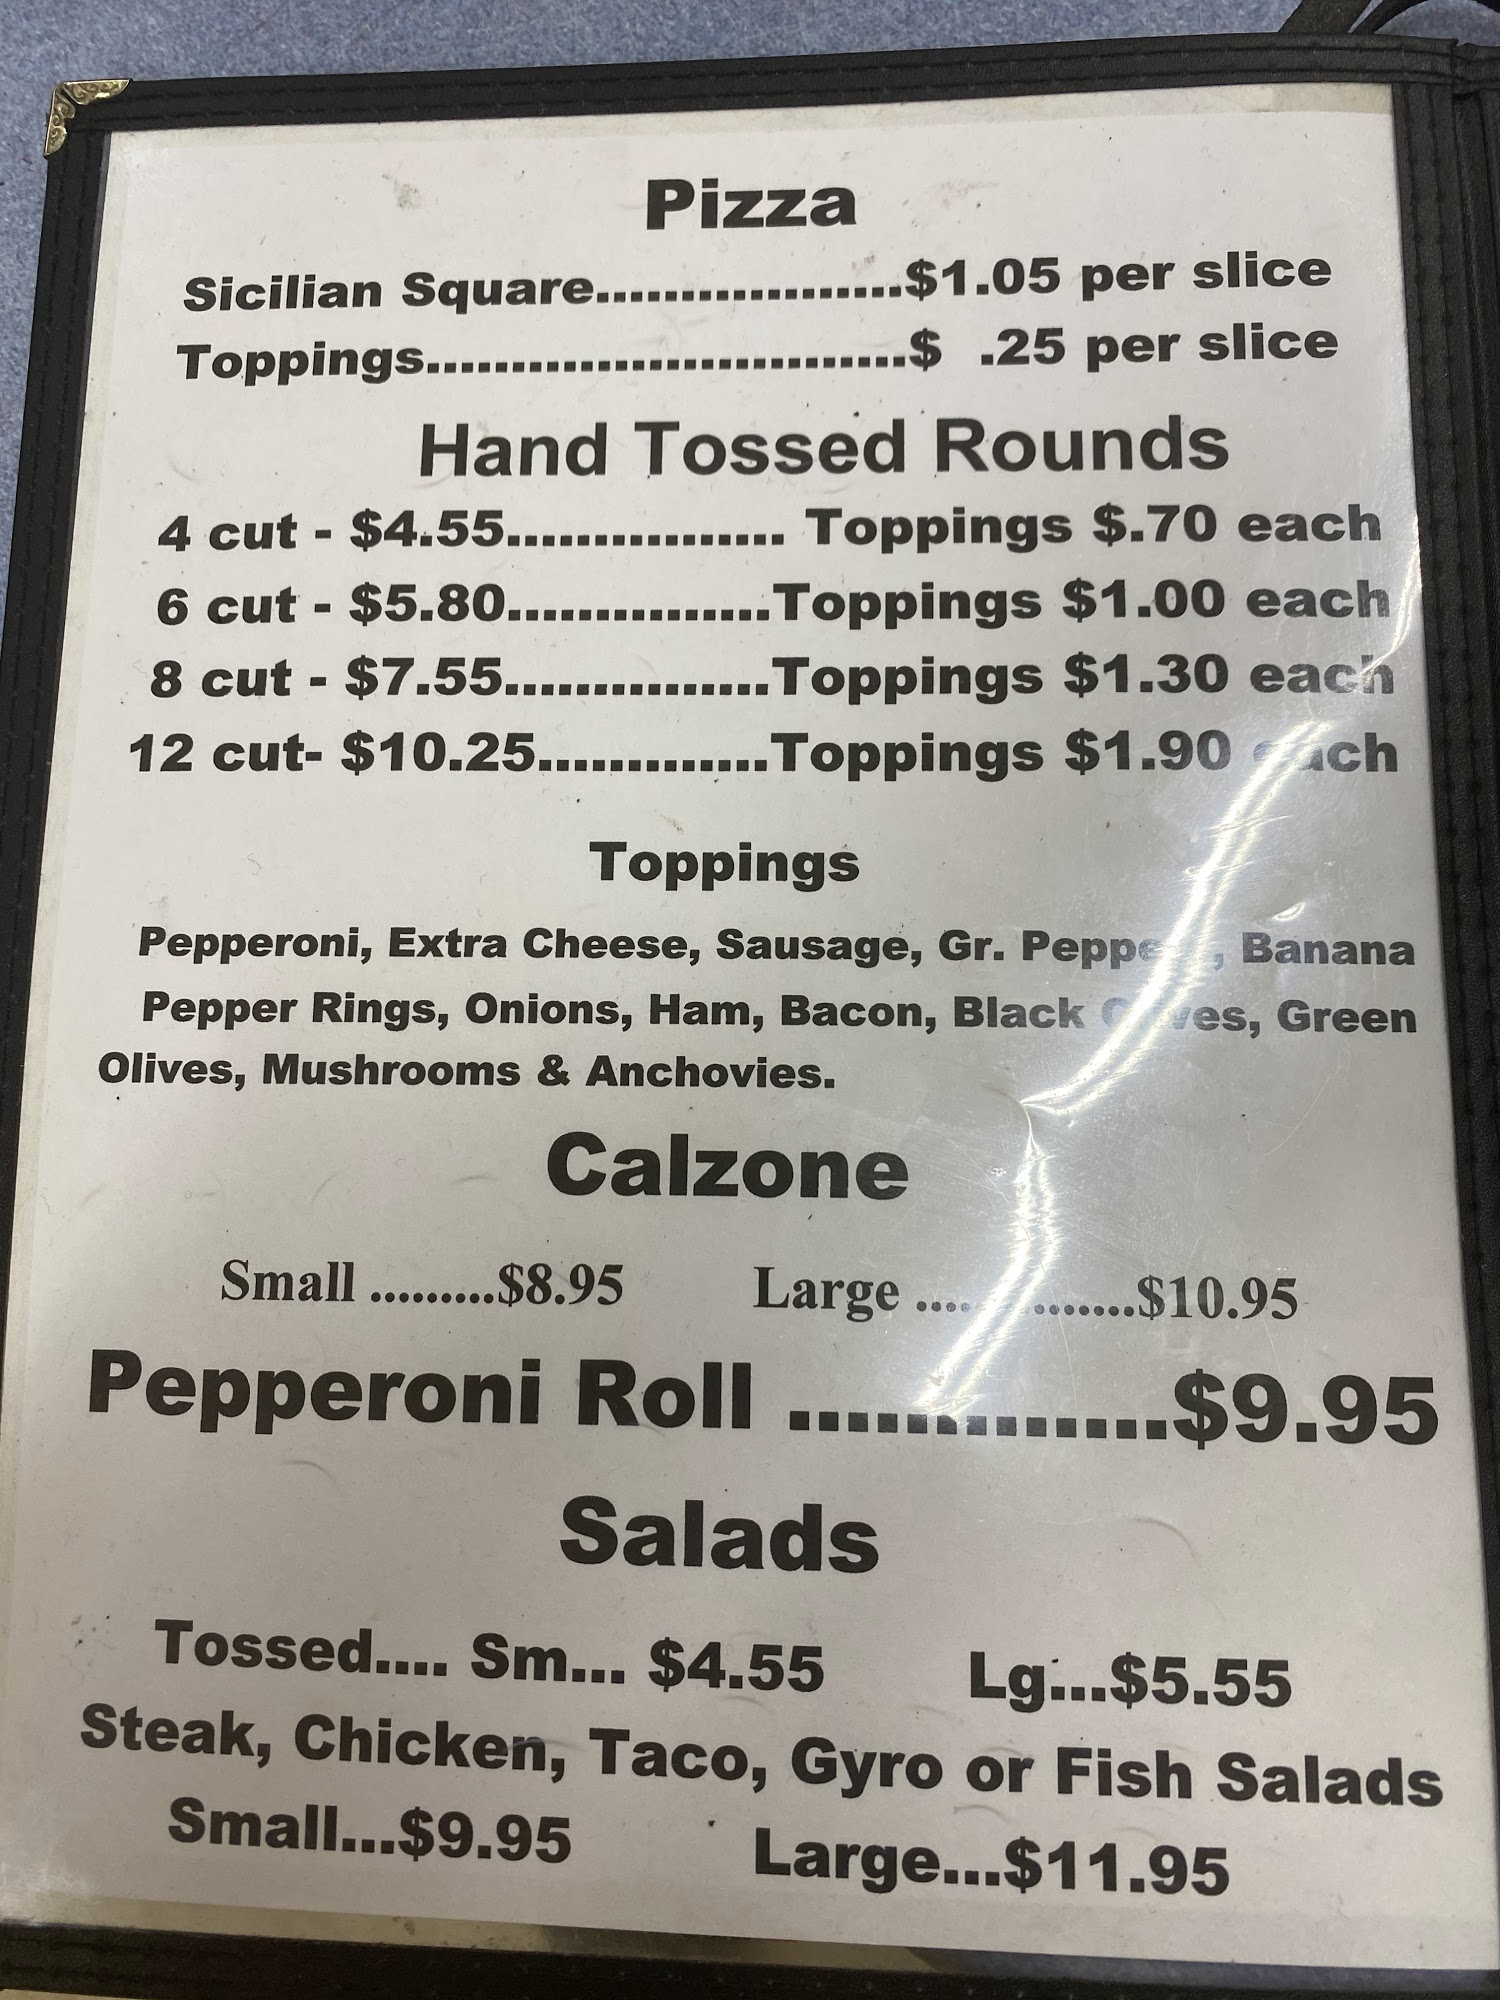 Pizza
Sicilian Square......................$1.05 per slice
Toppings..................................$ .25 per slice
Hand Tossed Rounds
4 cut - $4.55.................... Toppings $.70 each
6 cut - $5.80...................Toppings $1.00 each
8 cut - $7.55...................Toppings $1.30 each
12 cut- $10.25................Toppings $1.90 each
Toppings
Pepperoni, Extra Cheese, Sausage, Gr. , Banana
Pepper Rings, Onions, Ham, Bacon, Black Olives, Green
Olives, Mushrooms & Anchovies.
Calzone
Small .........$8.95 Large ................$10.95
Pepperoni Roll .............$9.95
Salads
Tossed.... Sm... $4.55 Lg...$5.55
Steak, Chicken, Taco, Gyro or Fish Salads
Small...$9.95 Large...$11.95